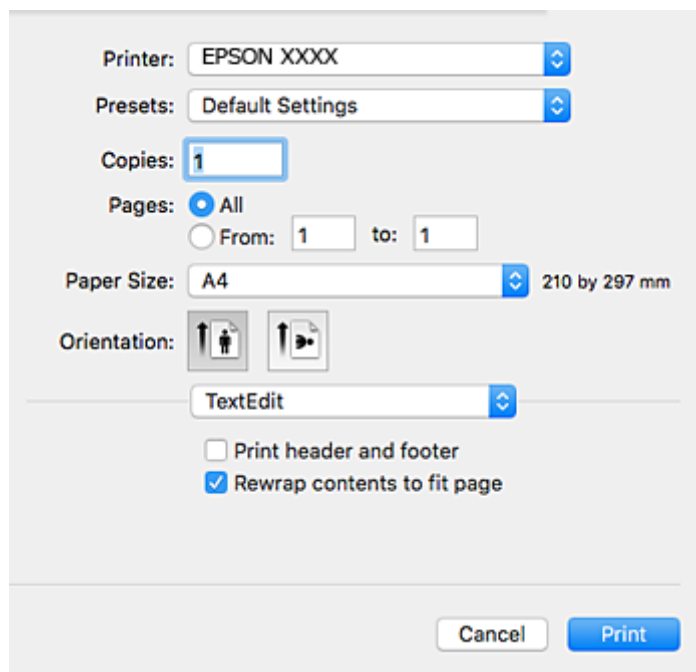 Printer: EPSON XXXX
Presets: Default Settings
Copies: 1
Pages: All
From: 1 to: 1
Paper Size: A4 210 by 297 mm
Orientation:
TextEdit
Print header and footer
Rewrap contents to fit page
Cancel Print